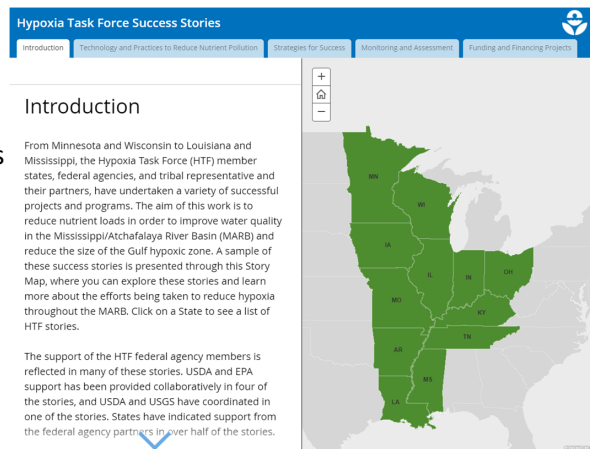 Hypoxia Task Force Success Stories
Introduction
Technology and Practices to Reduce Nutrient Pollution
Strategies for Success
Monitoring and Assessment
Funding and Financing Projects
s
Introduction
From Minnesota and Wisconsin to Louisiana and
Mississippi, the Hypoxia Task Force (HTF) member
states, federal agencies, and tribal representative and
their partners, have undertaken a variety of successful
projects and programs. The aim of this work is to
reduce nutrient loads in order to improve water quality
in the Mississippi/Atchafalaya River Basin (MARB) and
reduce the size of the Gulf hypoxic zone. A sample of
these success stories is presented through this Story
Map, where you can explore these stories and learn
more about the efforts being taken to reduce hypoxia
throughout the MARB. Click on a State to see a list of
HTF stories.
The support of the HTF federal agency members is
reflected in many of these stories. USDA and EPA
support has been provided collaboratively in four of
the stories, and USDA and USGS have coordinated in
one of the stories. States have indicated support from
the federal agency partners in over half of the stories.
+
−
MN
WI
IA
IL
IN
OH
MO
KY
TN
AR
MS
LA